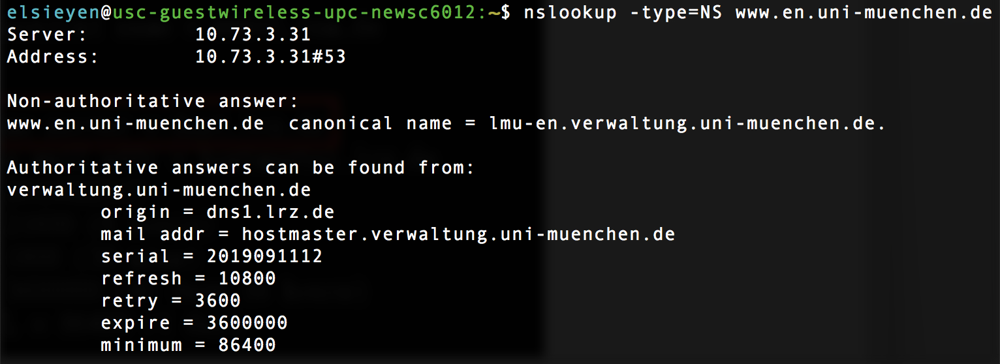 elsieyen@usc-guestwireless-upc-newsc6012:~$ nslookup -type=NS www.en.uni-muenchen.de
Server:		10.73.3.31
Address:	10.73.3.31#53

Non-authoritative answer:
www.en.uni-muenchen.de	canonical name = lmu-en.verwaltung.uni-muenchen.de.

Authoritative answers can be found from:
verwaltung.uni-muenchen.de
	origin = dns1.lrz.de
	mail addr = hostmaster.verwaltung.uni-muenchen.de
	serial = 2019091112
	refresh = 10800
	retry = 3600
	expire = 3600000
	minimum = 86400